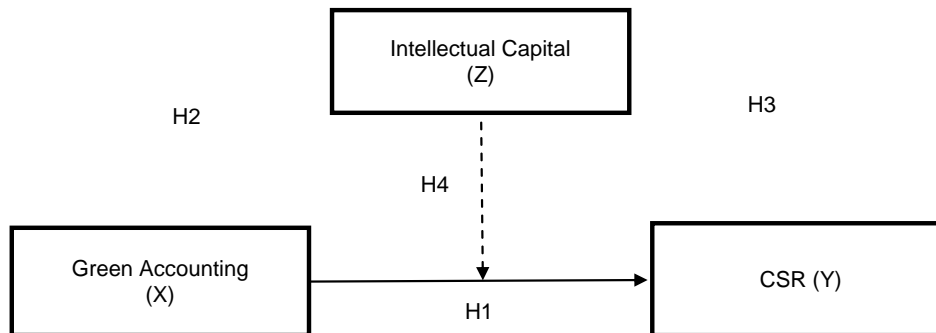 Intellectual Capital
(Z)
H2
H3
H4
Green Accounting
(X)
CSR (Y)
H1